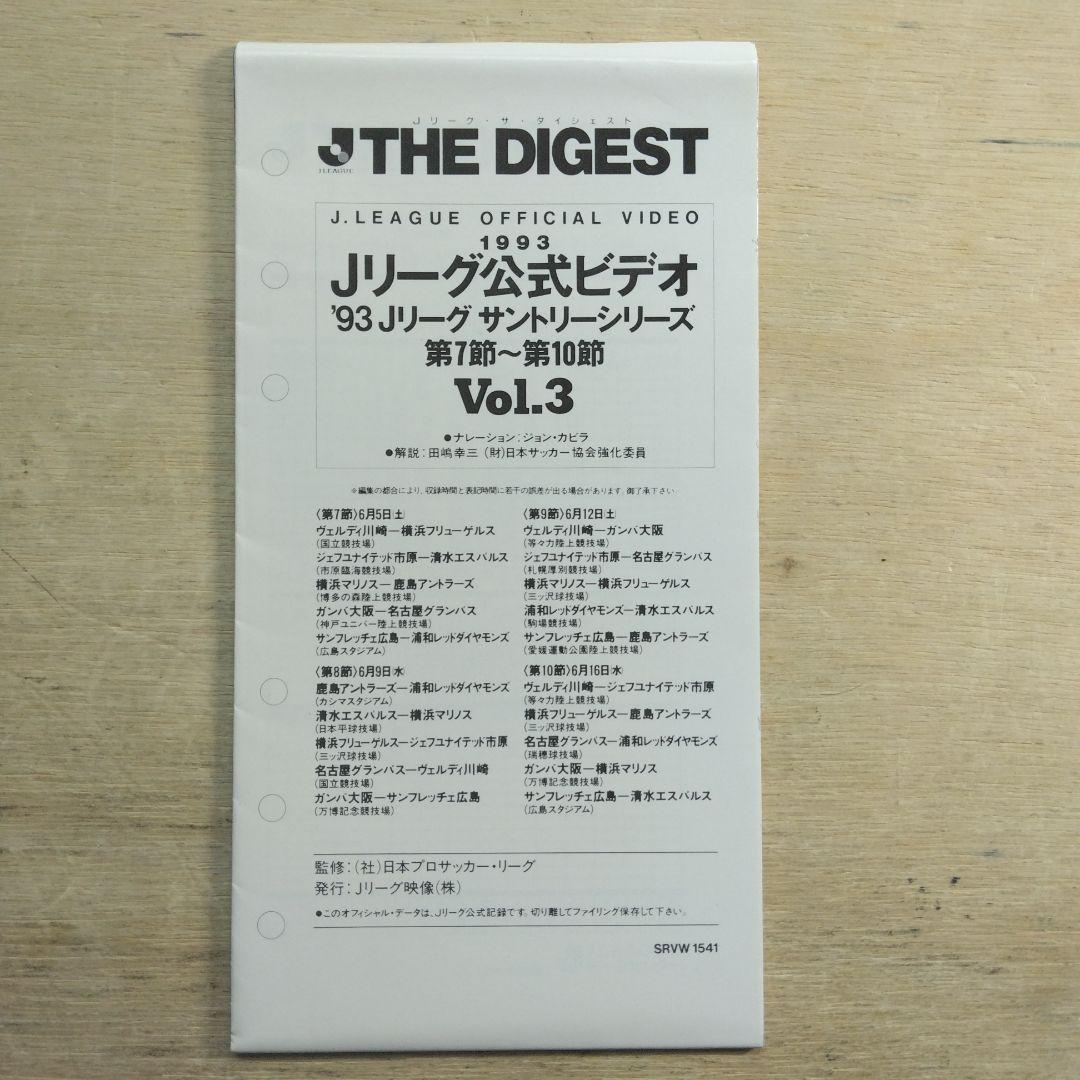 Jリーグ・ザ・ダイジェスト
J.LEAGUE
THE DIGEST
J.LEAGUE OFFICIAL VIDEO
1993
Jリーグ公式ビデオ
'93 Jリーグ サントリーシリーズ
第7節〜第10節
Vol.3
●ナレーション:ジョン・カビラ
●解説:田嶋幸三 (財)日本サッカー協会強化委員
※編集の都合により、収録時間と表記時間に若干の誤差が出る場合があります。御了承下さい。
〈第7節〉6月5日(土)
ヴェルディ川崎―横浜フリューゲルス
(国立競技場)
ジェフユナイテッド市原―清水エスパルス
(市原臨海競技場)
横浜マリノス―鹿島アントラーズ
(博多の森陸上競技場)
ガンバ大阪―名古屋グランパス
(神戸ユニバー陸上競技場)
サンフレッチェ広島―浦和レッドダイヤモンズ
(広島スタジアム)
〈第8節〉6月9日(水)
鹿島アントラーズ―浦和レッドダイヤモンズ
(カシマスタジアム)
清水エスパルス―横浜マリノス
(日本平球技場)
横浜フリューゲルス―ジェフユナイテッド市原
(三ッ沢球技場)
名古屋グランパス―ヴェルディ川崎
(国立競技場)
ガンバ大阪―サンフレッチェ広島
(万博記念競技場)
〈第9節〉6月12日(土)
ヴェルディ川崎―ガンバ大阪
(等々力陸上競技場)
ジェフユナイテッド市原―名古屋グランパス
(札幌厚別競技場)
横浜マリノス―横浜フリューゲルス
(三ッ沢球技場)
浦和レッドダイヤモンズ―清水エスパルス
(駒場競技場)
サンフレッチェ広島―鹿島アントラーズ
(愛媛運動公園陸上競技場)
〈第10節〉6月16日(水)
ヴェルディ川崎―ジェフユナイテッド市原
(等々力陸上競技場)
横浜フリューゲルス―鹿島アントラーズ
(三ッ沢球技場)
名古屋グランパス―浦和レッドダイヤモンズ
(瑞穂球技場)
ガンバ大阪―横浜マリノス
(万博記念競技場)
サンフレッチェ広島―清水エスパルス
(広島スタジアム)
監修:(社)日本プロサッカー・リーグ
発行:Jリーグ映像(株)
●このオフィシャル・データは、Jリーグ公式記録です。切り離してファイリング保存して下さい。
SRVW 1541